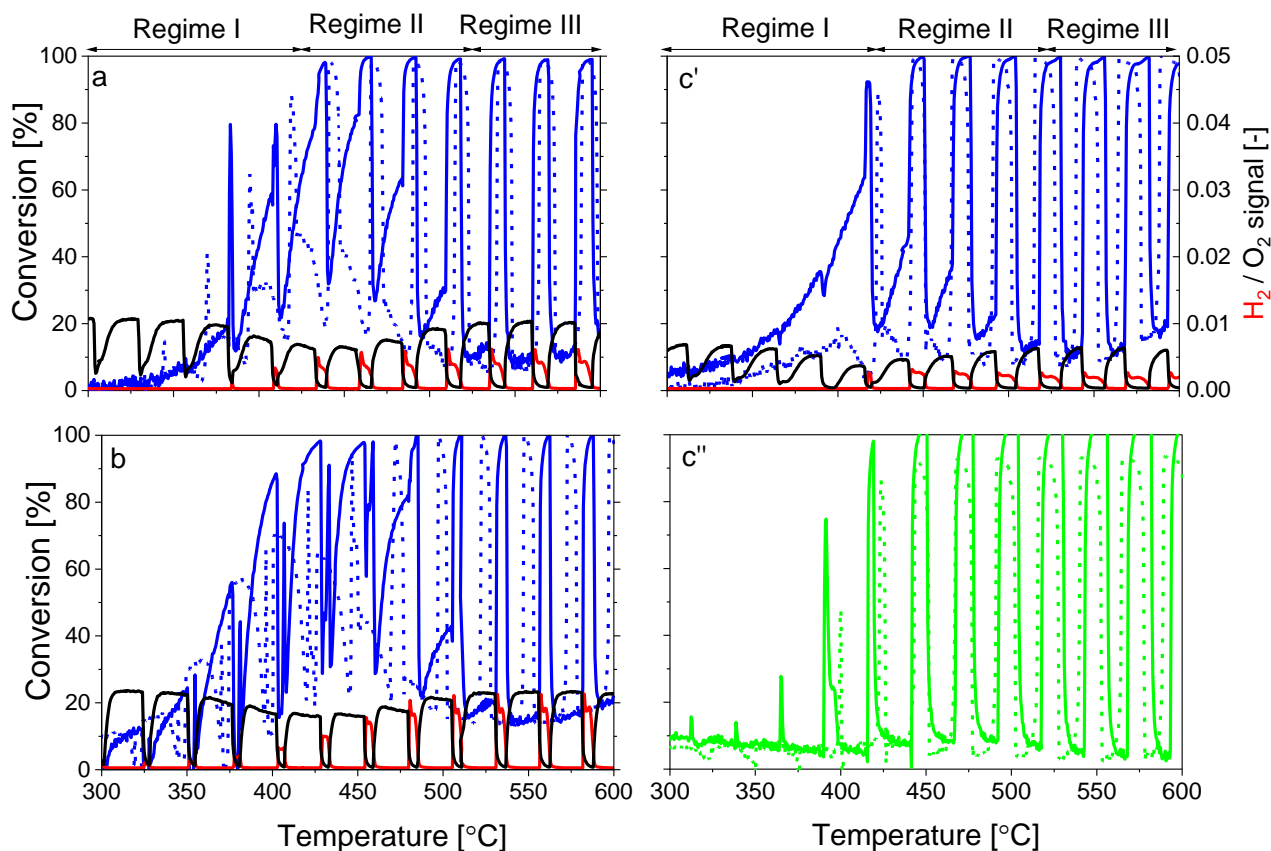 Regime I Regime II Regime III
Regime I Regime II Regime III
a
100
80
60
40
20
0
Conversion [%]
c'
0.05
0.04
0.03
0.02
0.01
0.00
H2 / O2 signal [-]
b
100
80
60
40
20
0
Conversion [%]
300 350 400 450 500 550 600
Temperature [°C]
c"
300 350 400 450 500 550 600
Temperature [°C]